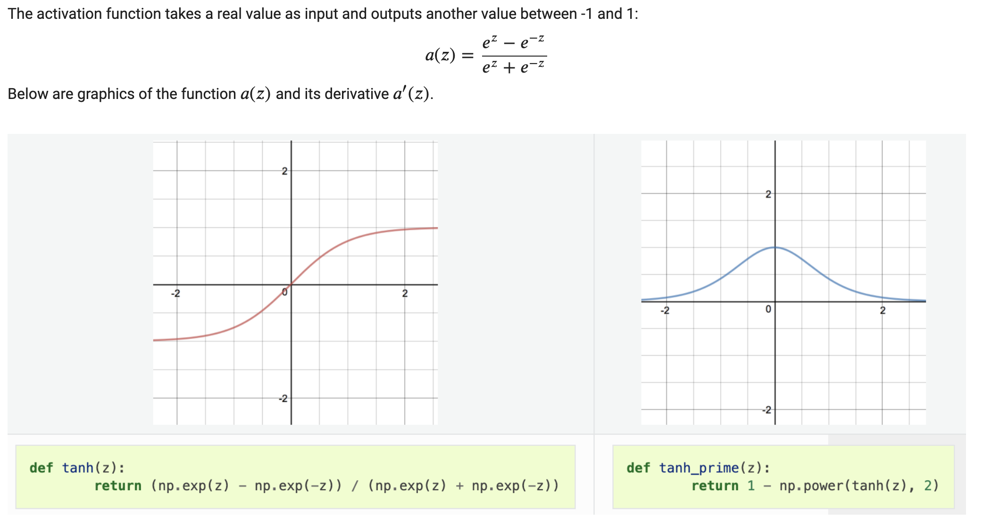 The activation function takes a real value as input and outputs another value between -1 and 1:
a(z) = (e^z − e^−z) / (e^z + e^−z)
Below are graphics of the function a(z) and its derivative a′(z).
2
-2
0
2
-2
2
-2
0
2
-2
def tanh(z):
return (np.exp(z) − np.exp(−z)) / (np.exp(z) + np.exp(−z))
def tanh_prime(z):
return 1 − np.power(tanh(z), 2)